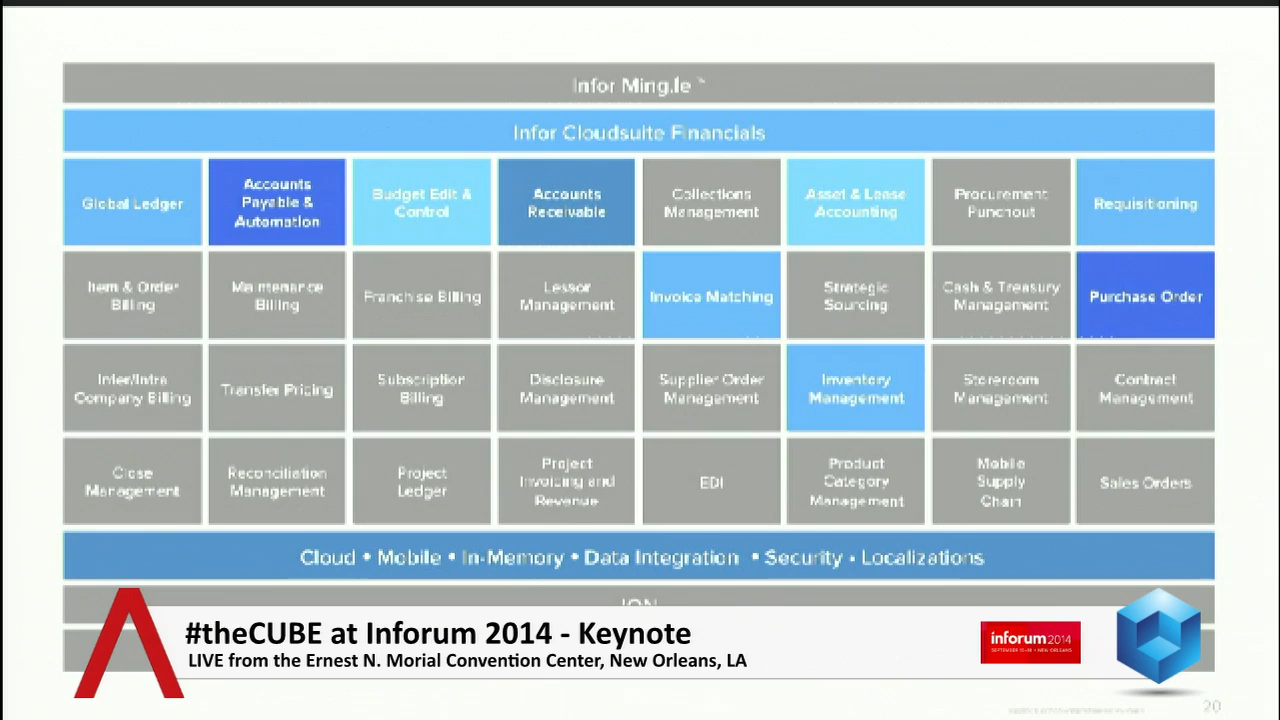 Infor Ming.le ™
Infor Cloudsuite Financials
Global Ledger
Accounts
Payable &
Automation
Budget Edit &
Control
Accounts
Receivable
Collections
Management
Asset & Lease
Accounting
Procurement
Punchout
Requisitioning
Item & Order
Billing
Maintenance
Billing
Franchise Billing
Lessor
Management
Invoice Matching
Strategic
Sourcing
Cash & Treasury
Management
Purchase Order
Inter/Intra
Company Billing
Transfer Pricing
Subscription
Billing
Disclosure
Management
Supplier Order
Management
Inventory
Management
Storeroom
Management
Contract
Management
Close
Management
Reconciliation
Management
Project
Ledger
Project
Invoicing and
Revenue
EDI
Product
Category
Management
Mobile
Supply
Chain
Sales Orders
Cloud • Mobile • In-Memory • Data Integration • Security • Localizations
ION
#theCUBE at Inforum 2014 - Keynote
LIVE from the Ernest N. Morial Convention Center, New Orleans, LA
inforum2014
20